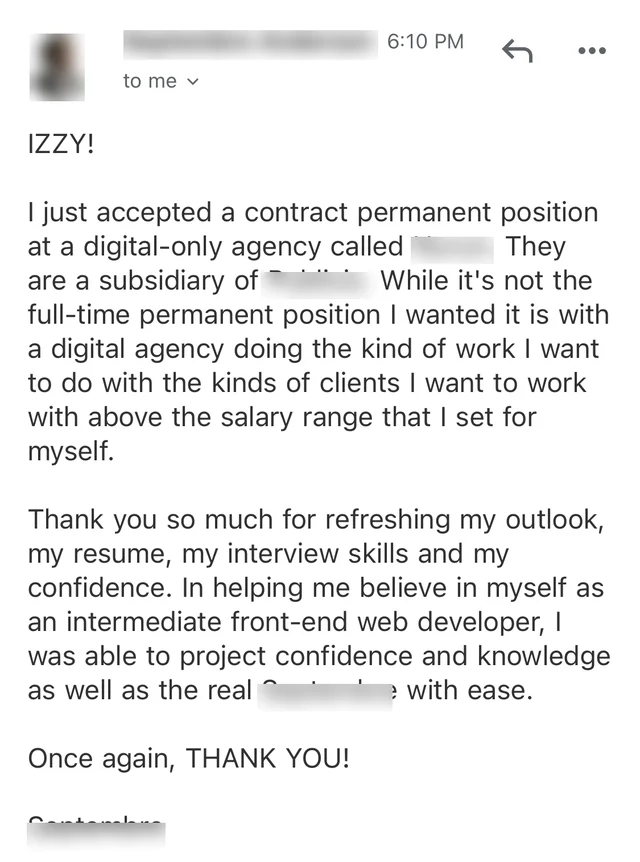 6:10 PM
to me
IZZY!
I just accepted a contract permanent position
at a digital-only agency called They
are a subsidiary of While it's not the
full-time permanent position I wanted it is with
a digital agency doing the kind of work I want
to do with the kinds of clients I want to work
with above the salary range that I set for
myself.
Thank you so much for refreshing my outlook,
my resume, my interview skills and my
confidence. In helping me believe in myself as
an intermediate front-end web developer, I
was able to project confidence and knowledge
as well as the real with ease.
Once again, THANK YOU!